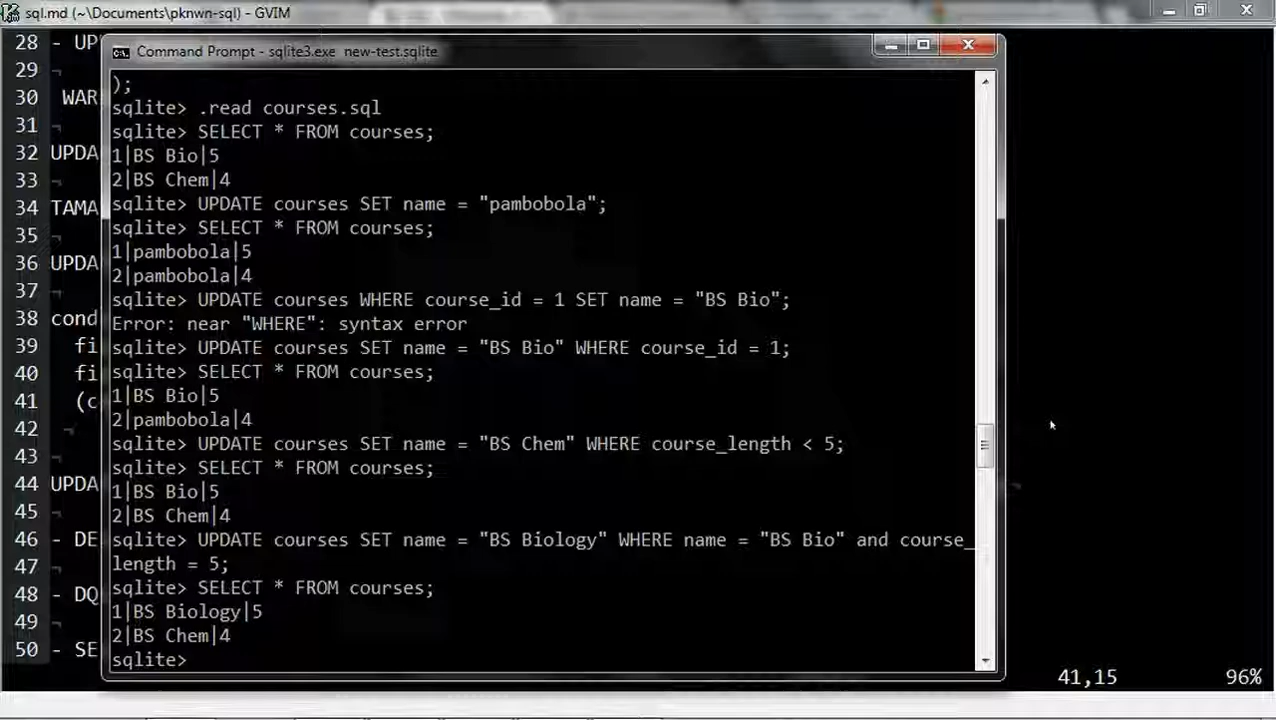 sql.md (~\Documents\pknwn-sql) - GVIM
Command Prompt - sqlite3.exe  new-test.sqlite
28 - UP
29
30  WAR
31
32 UPDA
33
34 TAMA
35
36 UPDA
37
38 cond
39   fi
40   fi
41   (c
42
43
44 UPDA
45
46 - DE
47
48 - DQ
49
50 - SE
);
sqlite> .read courses.sql
sqlite> SELECT * FROM courses;
1|BS Bio|5
2|BS Chem|4
sqlite> UPDATE courses SET name = "pambobola";
sqlite> SELECT * FROM courses;
1|pambobola|5
2|pambobola|4
sqlite> UPDATE courses WHERE course_id = 1 SET name = "BS Bio";
Error: near "WHERE": syntax error
sqlite> UPDATE courses SET name = "BS Bio" WHERE course_id = 1;
sqlite> SELECT * FROM courses;
1|BS Bio|5
2|pambobola|4
sqlite> UPDATE courses SET name = "BS Chem" WHERE course_length < 5;
sqlite> SELECT * FROM courses;
1|BS Bio|5
2|BS Chem|4
sqlite> UPDATE courses SET name = "BS Biology" WHERE name = "BS Bio" and course_
length = 5;
sqlite> SELECT * FROM courses;
1|BS Biology|5
2|BS Chem|4
sqlite>
41,15
96%